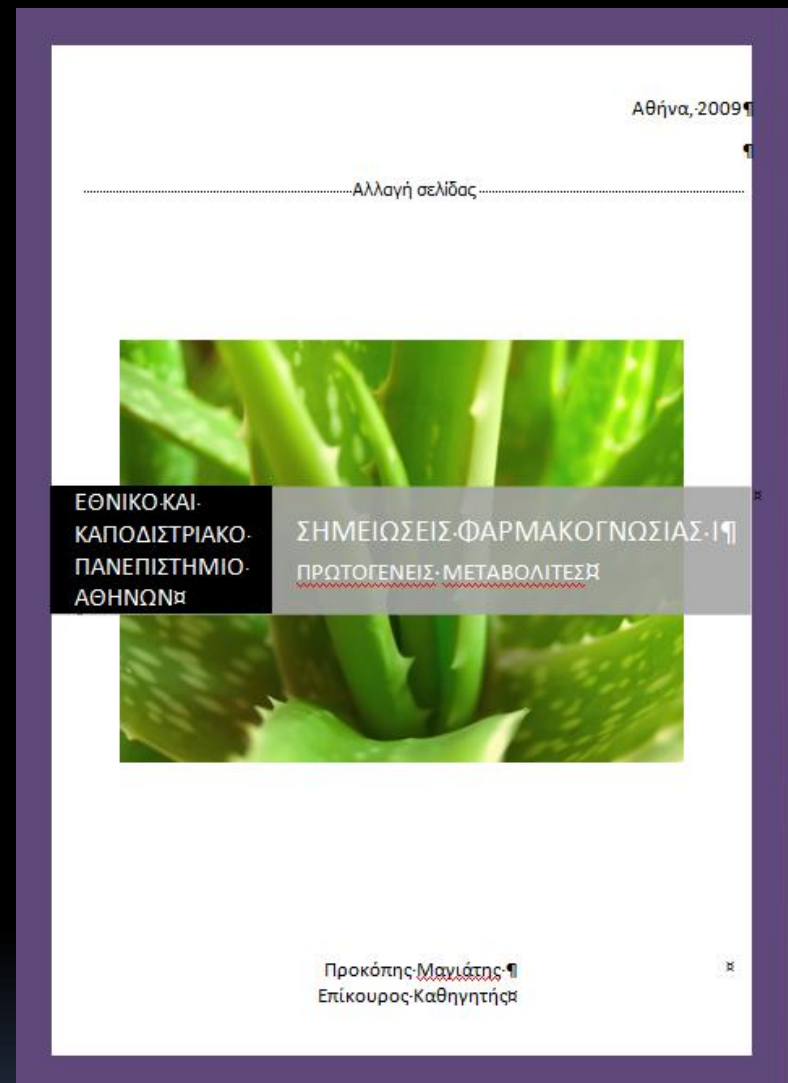 Αθήνα, 2009
Αλλαγή σελίδας
ΕΘΝΙΚΟ ΚΑΙ
ΚΑΠΟΔΙΣΤΡΙΑΚΟ
ΠΑΝΕΠΙΣΤΗΜΙΟ
ΑΘΗΝΩΝ
ΣΗΜΕΙΩΣΕΙΣ ΦΑΡΜΑΚΟΓΝΩΣΙΑΣ Ι
ΠΡΩΤΟΓΕΝΕΙΣ ΜΕΤΑΒΟΛΙΤΕΣ
Προκόπης Μαγιάτης
Επίκουρος Καθηγητής